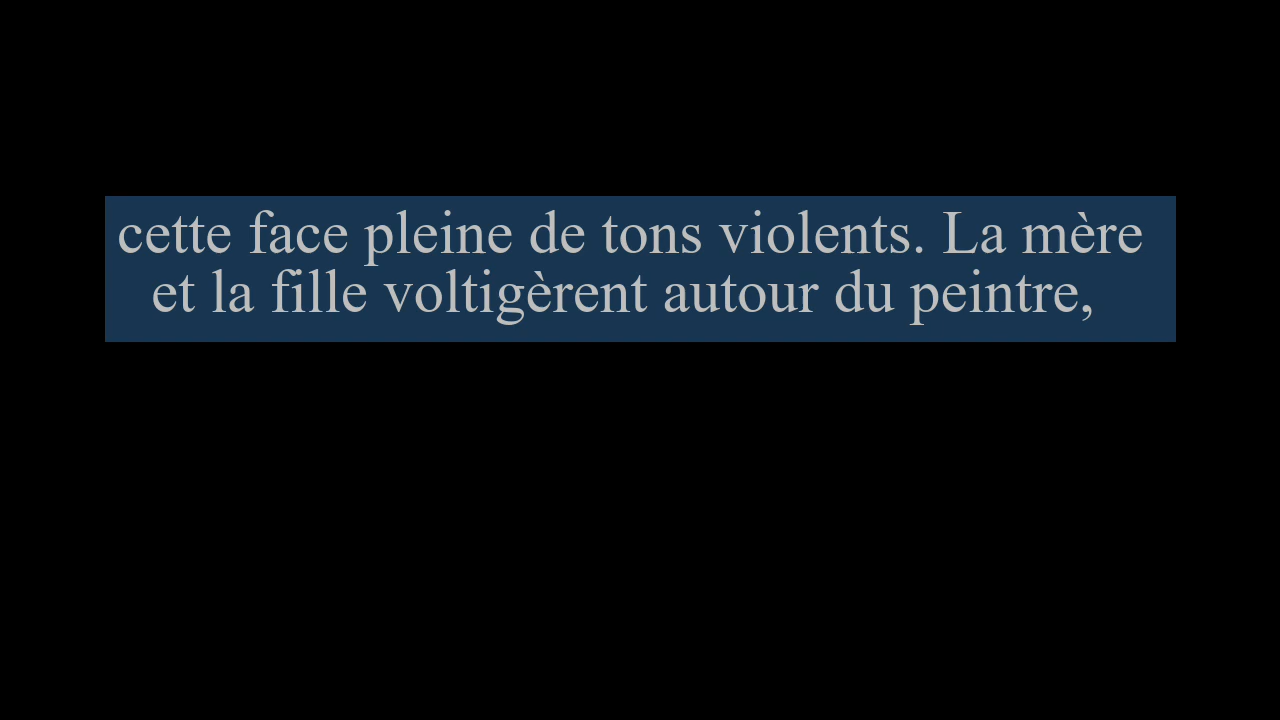 cette face pleine de tons violents. La mère
et la fille voltigèrent autour du peintre,